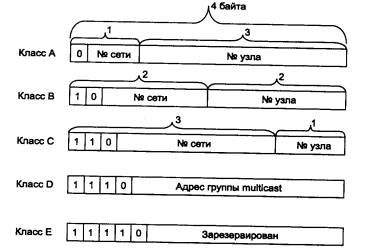 4 байта
1 3
Класс A 0 № сети № узла
2 2
Класс B 1 0 № сети № узла
3 1
Класс C 1 1 0 № сети № узла
Класс D 1 1 1 0 Адрес группы multicast
Класс E 1 1 1 1 0 Зарезервирован